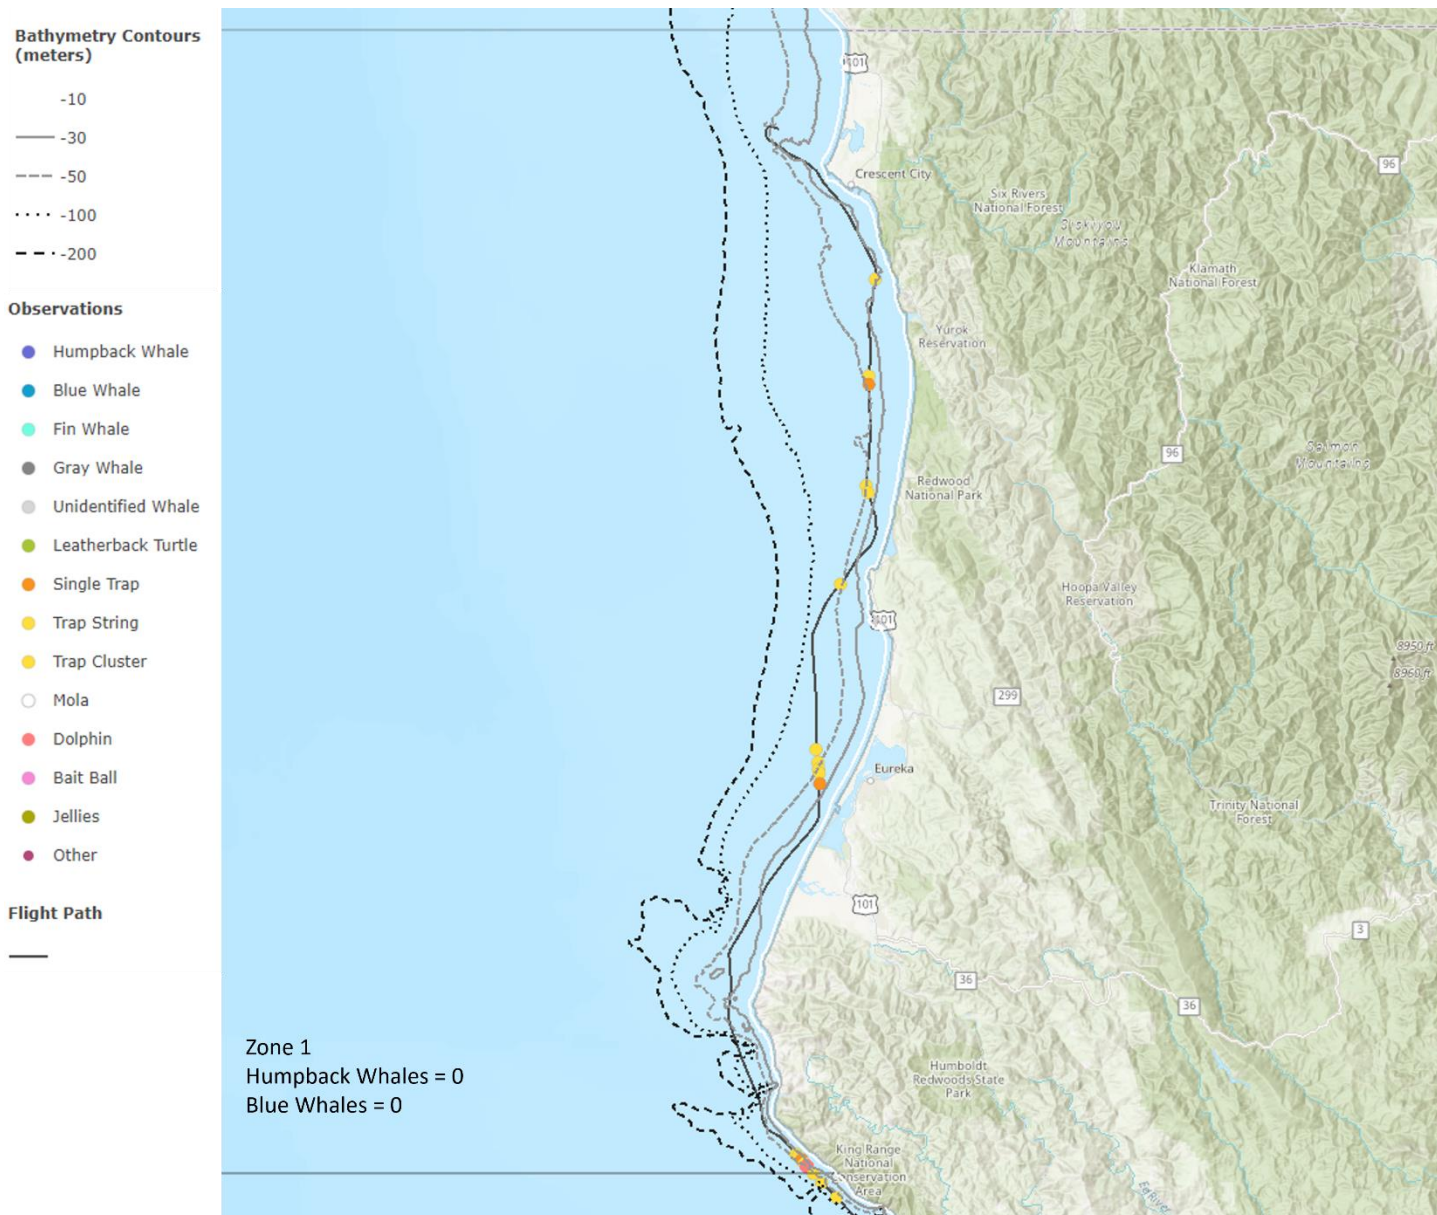 Bathymetry Contours
(meters)
-10
-30
-50
-100
-200
Observations
Humpback Whale
Blue Whale
Fin Whale
Gray Whale
Unidentified Whale
Leatherback Turtle
Single Trap
Trap String
Trap Cluster
Mola
Dolphin
Bait Ball
Jellies
Other
Flight Path
101
Crescent City
96
Six Rivers
National Forest
Siskiyou
Mountains
Klamath
National Forest
Yurok
Reservation
96
Salmon
Mountains
Redwood
National Park
Hoopa Valley
Reservation
101
8950 ft
8960 ft
299
Eureka
Trinity National
Forest
101
3
36
36
Zone 1
Humpback Whales = 0
Blue Whales = 0
Humboldt
Redwoods State
Park
King Range
National
Conservation
Area
Eel River